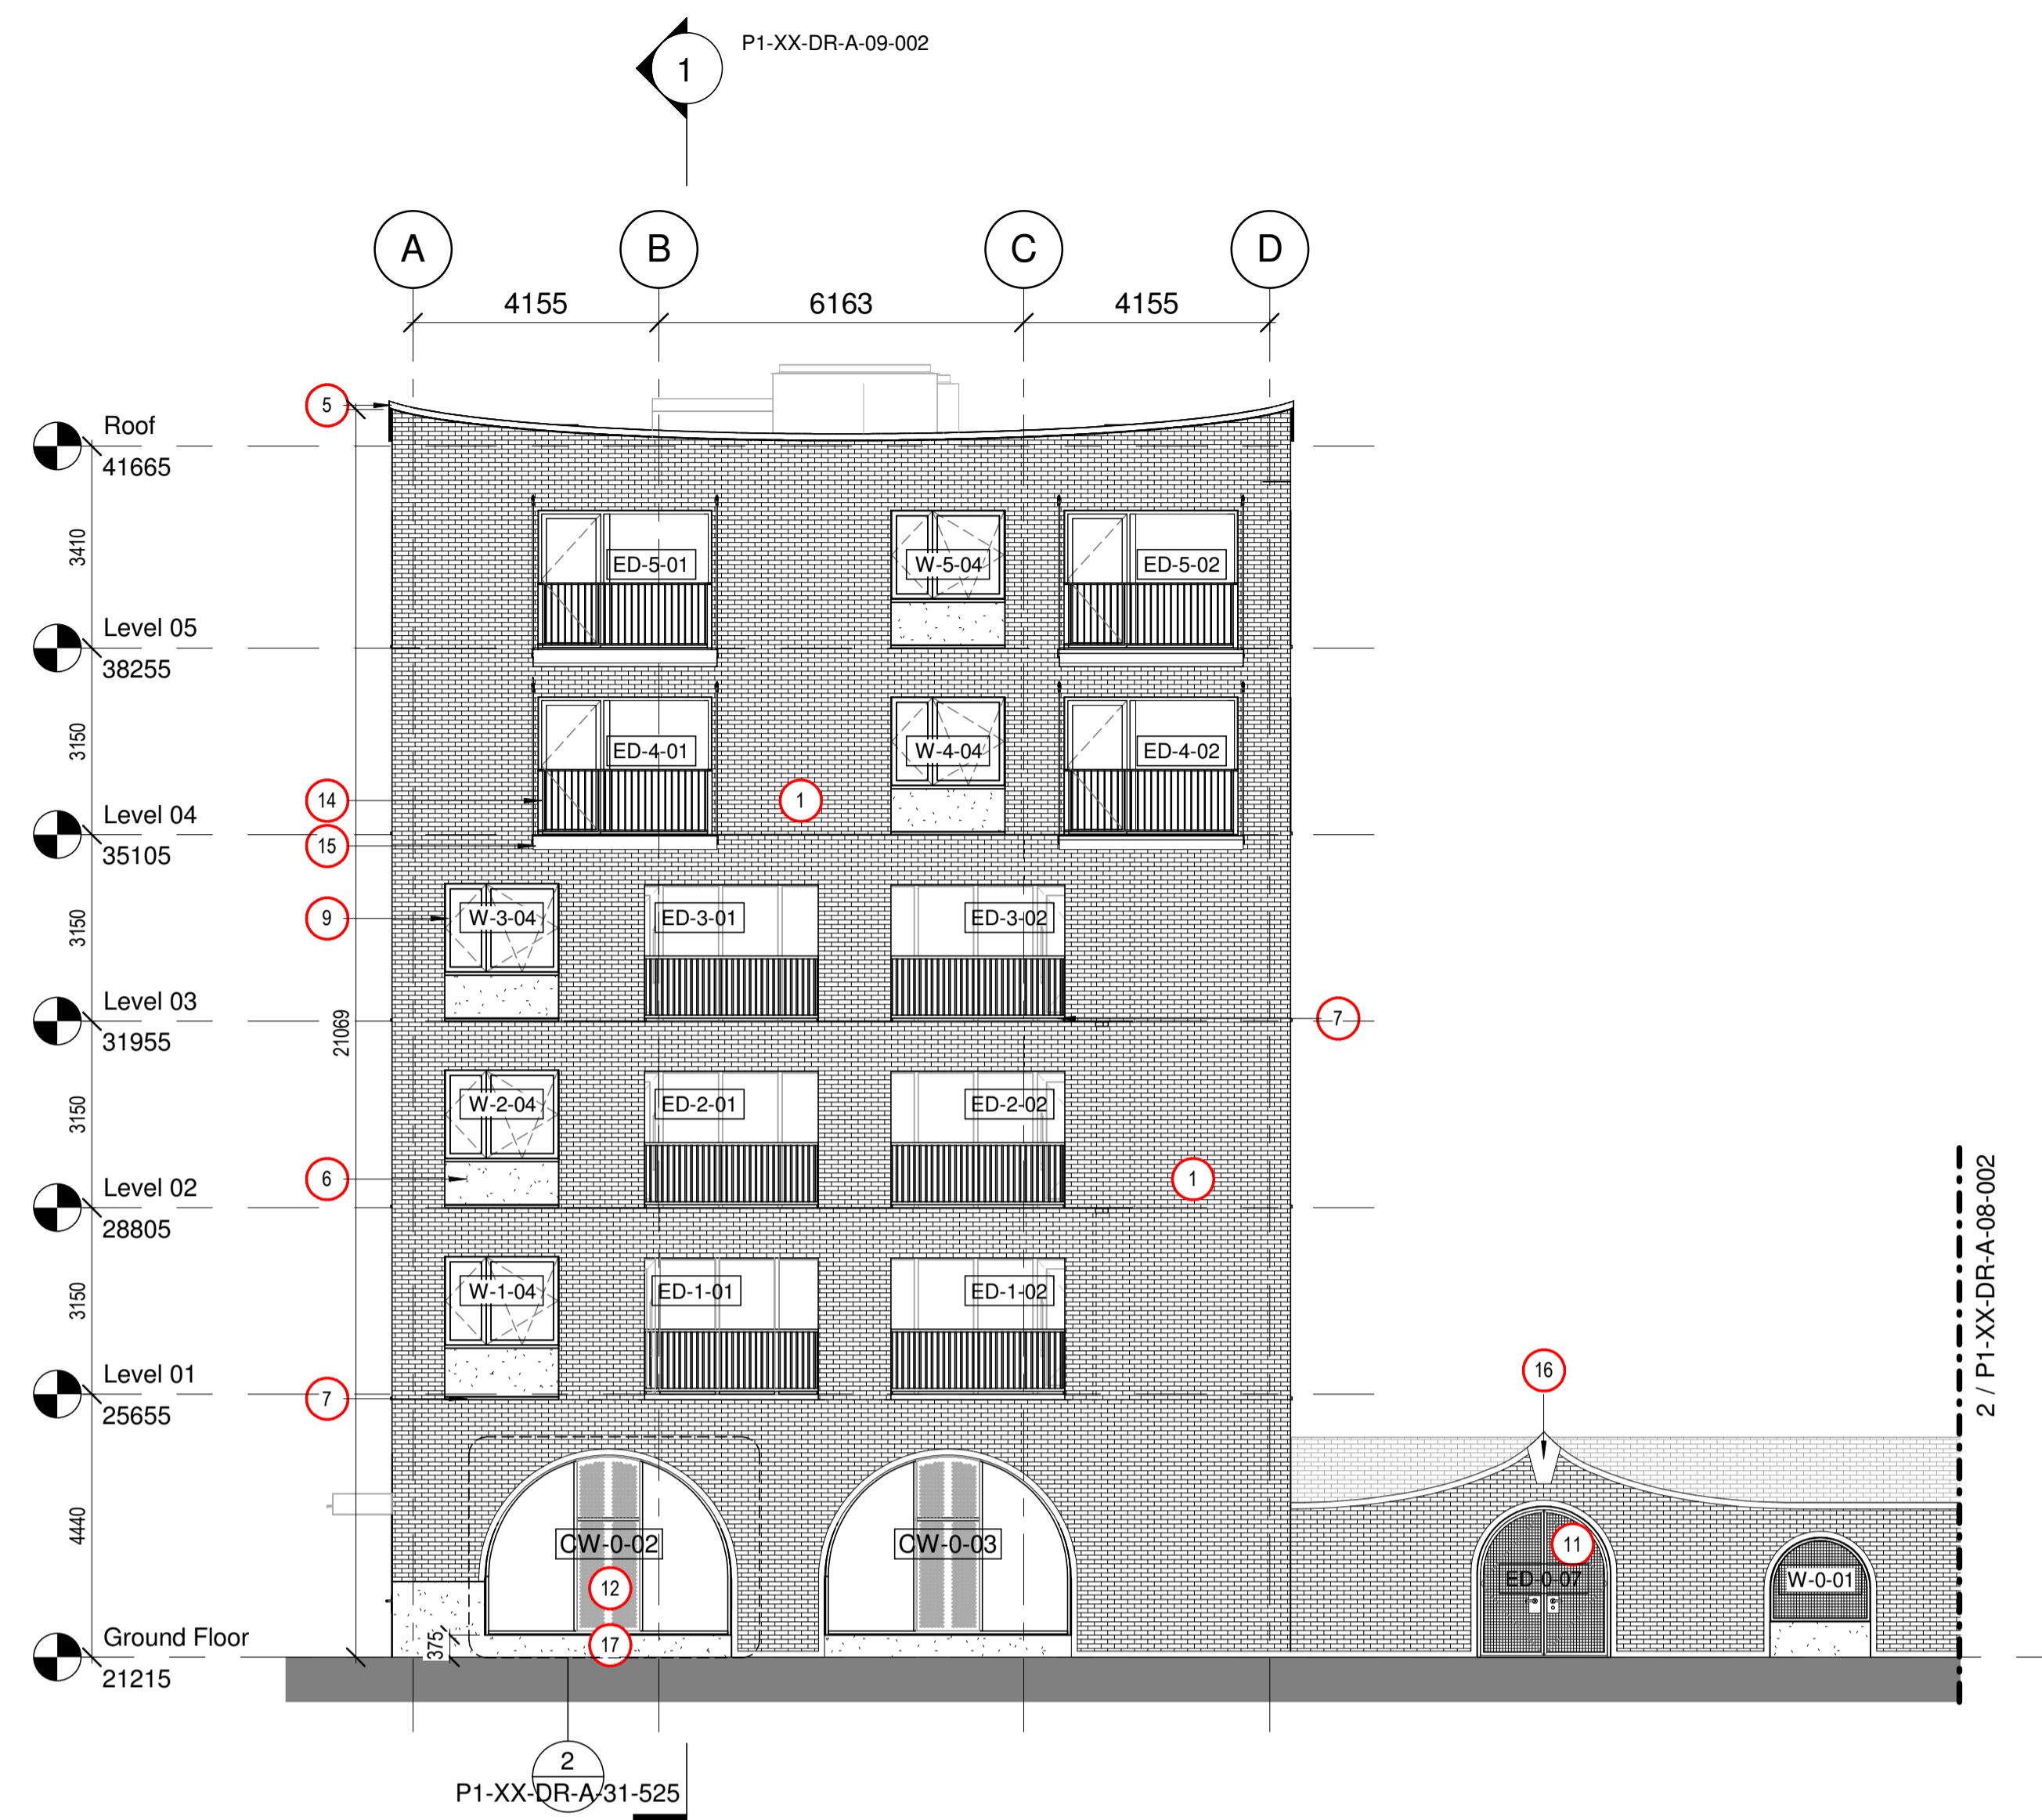 1
P1-XX-DR-A-09-002
A
B
C
D
4155
6163
4155
5
Roof
41665
3410
ED-5-01
W-5-04
ED-5-02
Level 05
38255
3150
ED-4-01
W-4-04
ED-4-02
14
1
Level 04
35105
15
9
W-3-04
ED-3-01
ED-3-02
3150
Level 03
31955
21069
7
W-2-04
ED-2-01
ED-2-02
3150
6
1
Level 02
28805
2 / P1-XX-DR-A-08-002
W-1-04
ED-1-01
ED-1-02
3150
Level 01
25655
7
16
4440
CW-0-02
CW-0-03
11
ED-0-07
W-0-01
12
Ground Floor
21215
375
17
2
P1-XX-DR-A-31-525